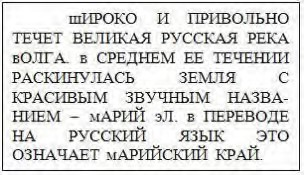 шИРОКО И ПРИВОЛЬНО
ТЕЧЕТ ВЕЛИКАЯ РУССКАЯ РЕКА
вОЛГА. в СРЕДНЕМ ЕЕ ТЕЧЕНИИ
РАСКИНУЛАСЬ ЗЕМЛЯ С
КРАСИВЫМ ЗВУЧНЫМ НАЗВА-
НИЕМ – мАРИЙ эЛ. в ПЕРЕВОДЕ
НА РУССКИЙ ЯЗЫК ЭТО
ОЗНАЧАЕТ мАРИЙСКИЙ КРАЙ.